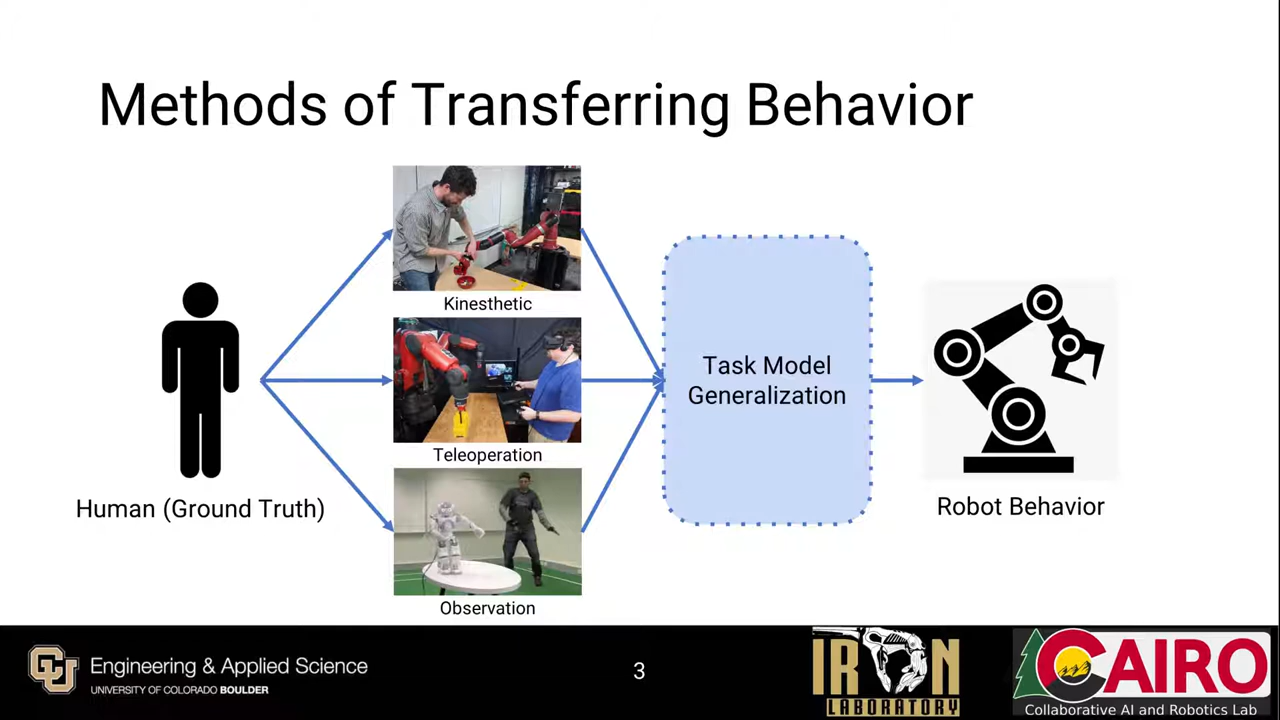 Methods of Transferring Behavior
Kinesthetic
Teleoperation
Observation
Human (Ground Truth)
Task Model
Generalization
Robot Behavior
CU
Engineering & Applied Science
UNIVERSITY OF COLORADO BOULDER
3
IRON
LABORATORY
CAIRO
Collaborative AI and Robotics Lab